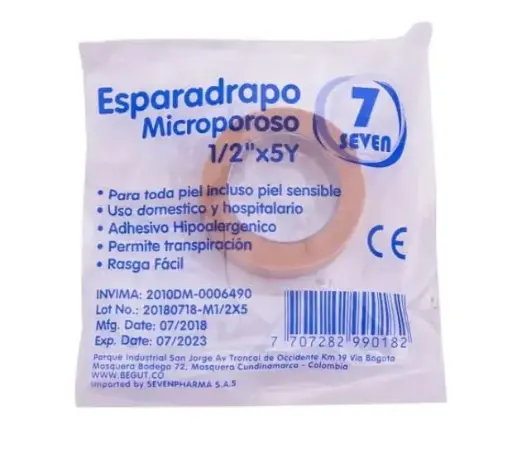 Esparadrapo
Microporoso
1/2"x5Y
7
SEVEN
• Para toda piel incluso piel sensible
• Uso domestico y hospitalario
• Adhesivo Hipoalergenico
• Permite transpiración
• Rasga Fácil
CE
INVIMA: 2010DM-0006490
Lot No.: 20180718-M1/2X5
Mfg. Date: 07/2018
Exp. Date: 07/2023
7 707282 990182
Parque Industrial San Jorge Av Troncal de Occidente Km 19 Via Bogota
Mosquera Bodega 72, Mosquera Cundinamarca - Colombia
WWW.BEGUT.CO
Imported by SEVENPHARMA S.A.S